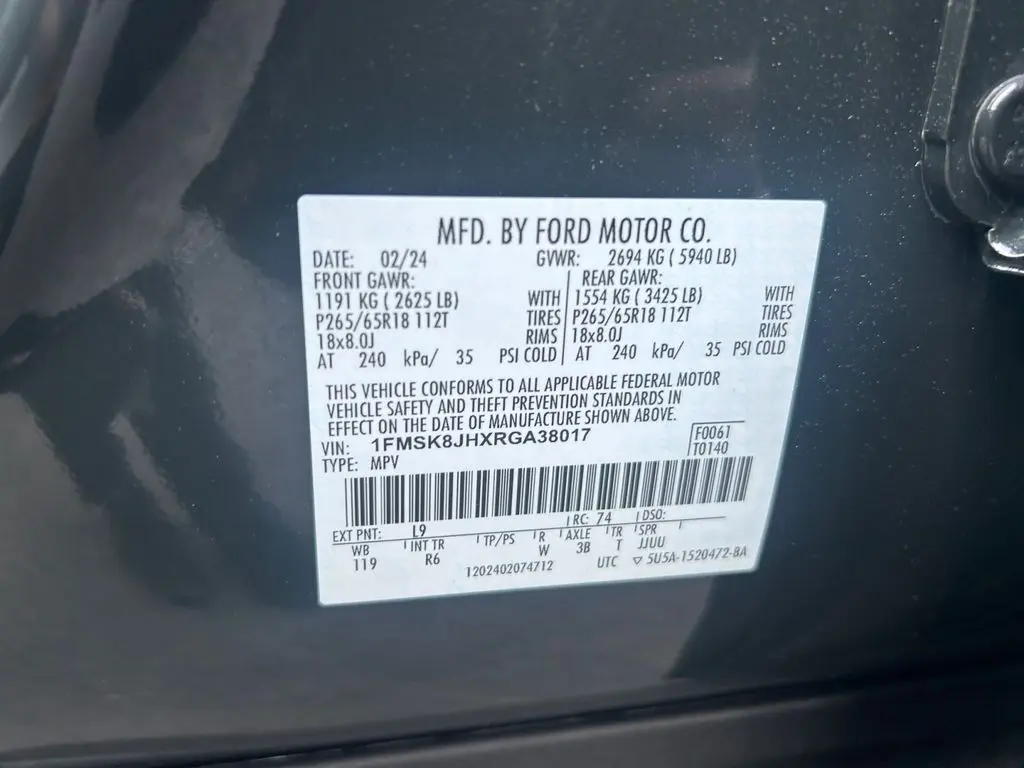 MFD. BY FORD MOTOR CO.
DATE: 02/24 GVWR: 2694 KG ( 5940 LB)
FRONT GAWR: REAR GAWR:
1191 KG ( 2625 LB) WITH 1554 KG ( 3425 LB) WITH
P265/65R18 112T TIRES P265/65R18 112T TIRES
18x8.0J RIMS 18x8.0J RIMS
AT 240 kPa/ 35 PSI COLD AT 240 kPa/ 35 PSI COLD
THIS VEHICLE CONFORMS TO ALL APPLICABLE FEDERAL MOTOR
VEHICLE SAFETY AND THEFT PREVENTION STANDARDS IN
EFFECT ON THE DATE OF MANUFACTURE SHOWN ABOVE.
VIN: 1FMSK8JHXRGA38017 F0061
TYPE: MPV T0140
EXT PNT: L9 RC: 74 DSO:
WB INT TR TP/PS R AXLE TR SPR
119 R6 W 3B T JJUU
1202402074712 UTC ▽ 5U5A-1520472-BA